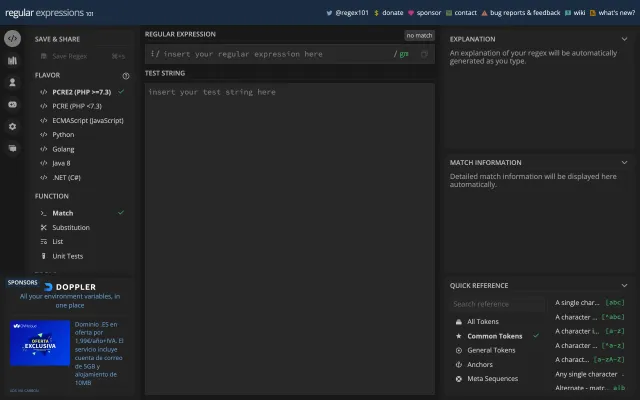 regular expressions 101
@regex101
donate
sponsor
contact
bug reports & feedback
wiki
what's new?
SAVE & SHARE
Save Regex
⌘+s
FLAVOR
PCRE2 (PHP >=7.3)
PCRE (PHP <7.3)
ECMAScript (JavaScript)
Python
Golang
Java 8
.NET (C#)
FUNCTION
Match
Substitution
List
Unit Tests
SPONSORS
DOPPLER
All your environment variables, in
one place
OFERTA
EXCLUSIVA
Dominio .ES en
oferta por
1,99€/año+IVA. El
servicio incluye
cuenta de correo
de 5GB y
alojamiento de
10MB
REGULAR EXPRESSION
no match
/ insert your regular expression here
/ gm
TEST STRING
insert your test string here
EXPLANATION
An explanation of your regex will be automatically
generated as you type.
MATCH INFORMATION
Detailed match information will be displayed here
automatically.
QUICK REFERENCE
Search reference
All Tokens
Common Tokens
General Tokens
Anchors
Meta Sequences
A single char... [abc]
A character ... [^abc]
A character i... [a-z]
A character ... [^a-z]
A charact... [a-zA-Z]
Any single character .
Alternate - matc... a|b